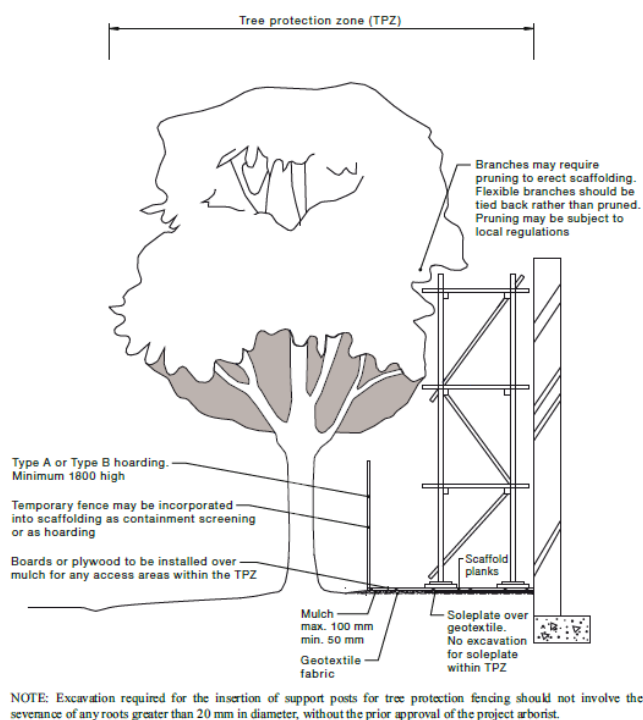 Tree protection zone (TPZ)
Branches may require
pruning to erect scaffolding.
Flexible branches should be
tied back rather than pruned.
Pruning may be subject to
local regulations
Type A or Type B hoarding.
Minimum 1800 high
Temporary fence may be incorporated
into scaffolding as containment screening
or as hoarding
Boards or plywood to be installed over
mulch for any access areas within the TPZ
Scaffold
planks
Mulch
max. 100 mm
min. 50 mm
Geotextile
fabric
Soleplate over
geotextile.
No excavation
for soleplate
within TPZ
NOTE: Excavation required for the insertion of support posts for tree protection fencing should not involve the
severance of any roots greater than 20 mm in diameter, without the prior approval of the project arborist.